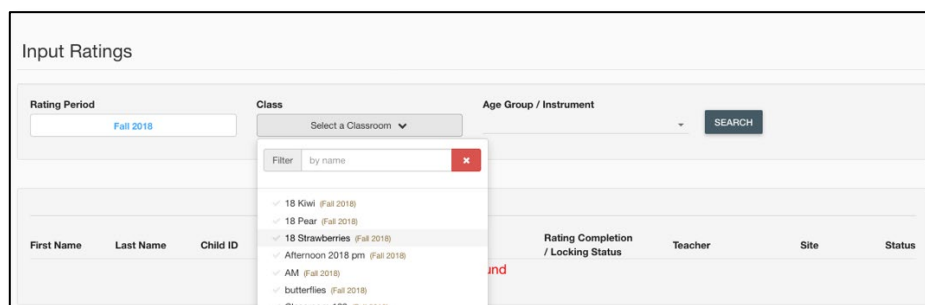 Input Ratings
Rating Period
Class
Age Group / Instrument
Fall 2018
Select a Classroom
SEARCH
Filter by name
18 Kiwi (Fall 2018)
18 Pear (Fall 2018)
18 Strawberries (Fall 2018)
Afternoon 2018 pm (Fall 2018)
AM (Fall 2018)
butterflies (Fall 2018)
First Name
Last Name
Child ID
Rating Completion
/ Locking Status
Teacher
Site
Status